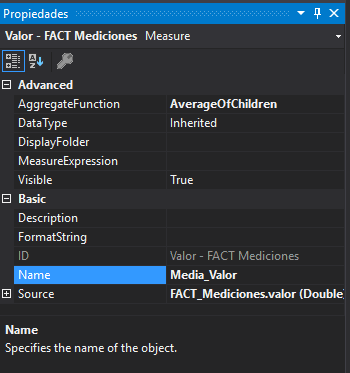 Propiedades
Valor - FACT Mediciones Measure
Advanced
AggregateFunction AverageOfChildren
DataType Inherited
DisplayFolder
MeasureExpression
Visible True
Basic
Description
FormatString
ID Valor - FACT Mediciones
Name Media_Valor
Source FACT_Mediciones.valor (Double)
Name
Specifies the name of the object.